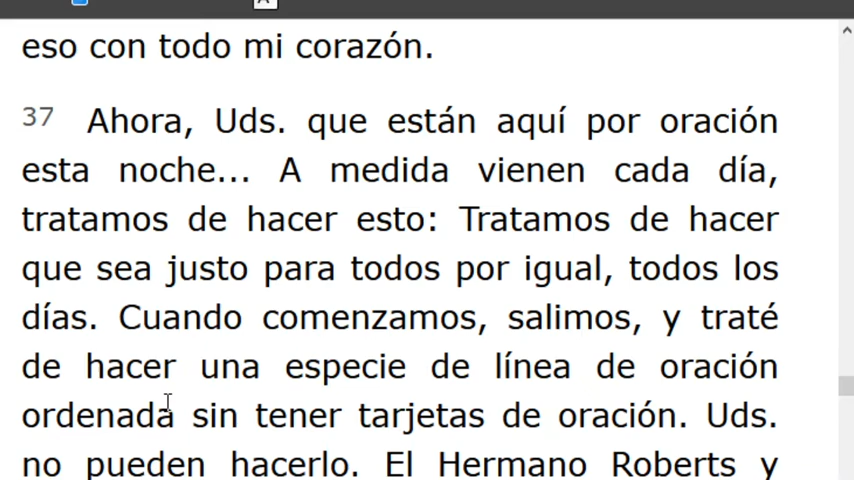 eso con todo mi corazón.
37 Ahora, Uds. que están aquí por oración
esta noche... A medida vienen cada día,
tratamos de hacer esto: Tratamos de hacer
que sea justo para todos por igual, todos los
días. Cuando comenzamos, salimos, y traté
de hacer una especie de línea de oración
ordenada sin tener tarjetas de oración. Uds.
no pueden hacerlo. El Hermano Roberts y